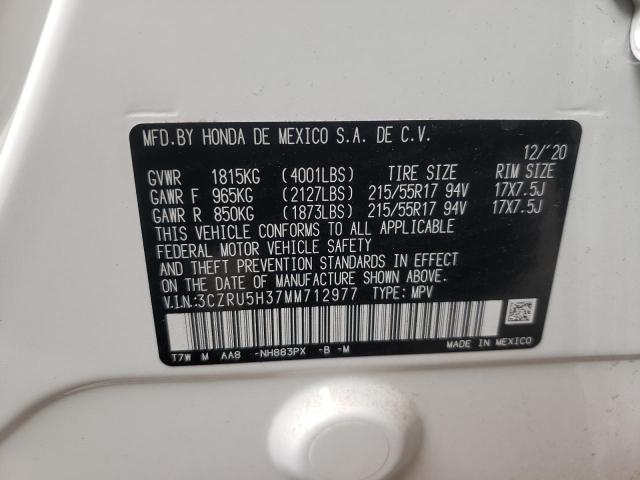 MFD.BY HONDA DE MEXICO S.A. DE C.V.
12/'20
GVWR 1815KG (4001LBS) TIRE SIZE RIM SIZE
GAWR F 965KG (2127LBS) 215/55R17 94V 17X7.5J
GAWR R 850KG (1873LBS) 215/55R17 94V 17X7.5J
THIS VEHICLE CONFORMS TO ALL APPLICABLE
FEDERAL MOTOR VEHICLE SAFETY
AND THEFT PREVENTION STANDARDS IN EFFECT
ON THE DATE OF MANUFACTURE SHOWN ABOVE.
V.I.N.:3CZRU5H37MM712977 TYPE: MPV
T7W M AA8 -NH883PX -B -M
MADE IN MEXICO